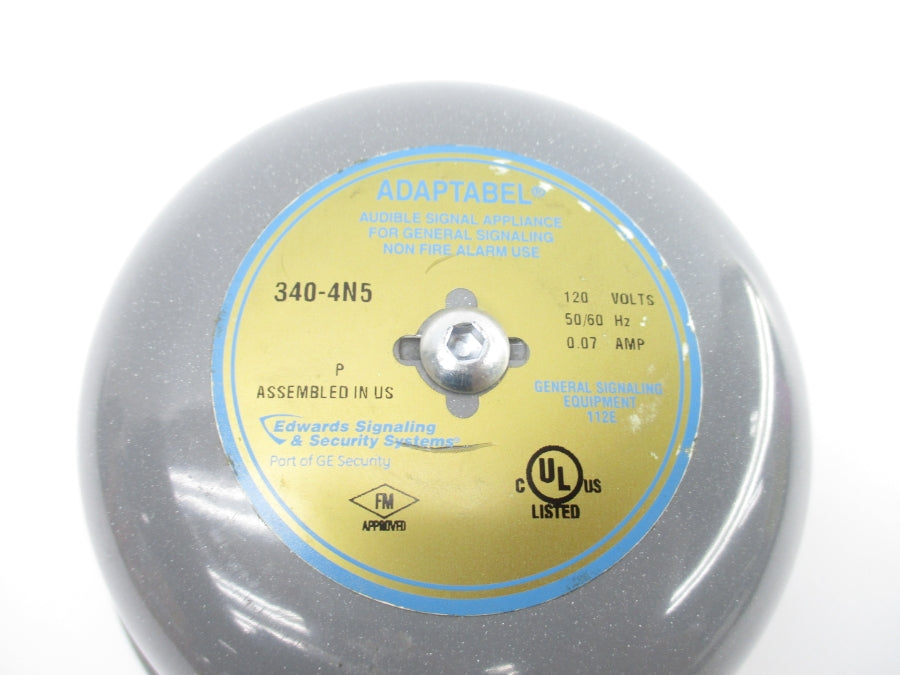 ADAPTABEL®
AUDIBLE SIGNAL APPLIANCE
FOR GENERAL SIGNALING
NON FIRE ALARM USE
340-4N5
120 VOLTS
50/60 Hz
0.07 AMP
P
ASSEMBLED IN US
GENERAL SIGNALING
EQUIPMENT
112E
Edwards Signaling
& Security Systems®
Part of GE Security
FM
APPROVED
C UL US
LISTED